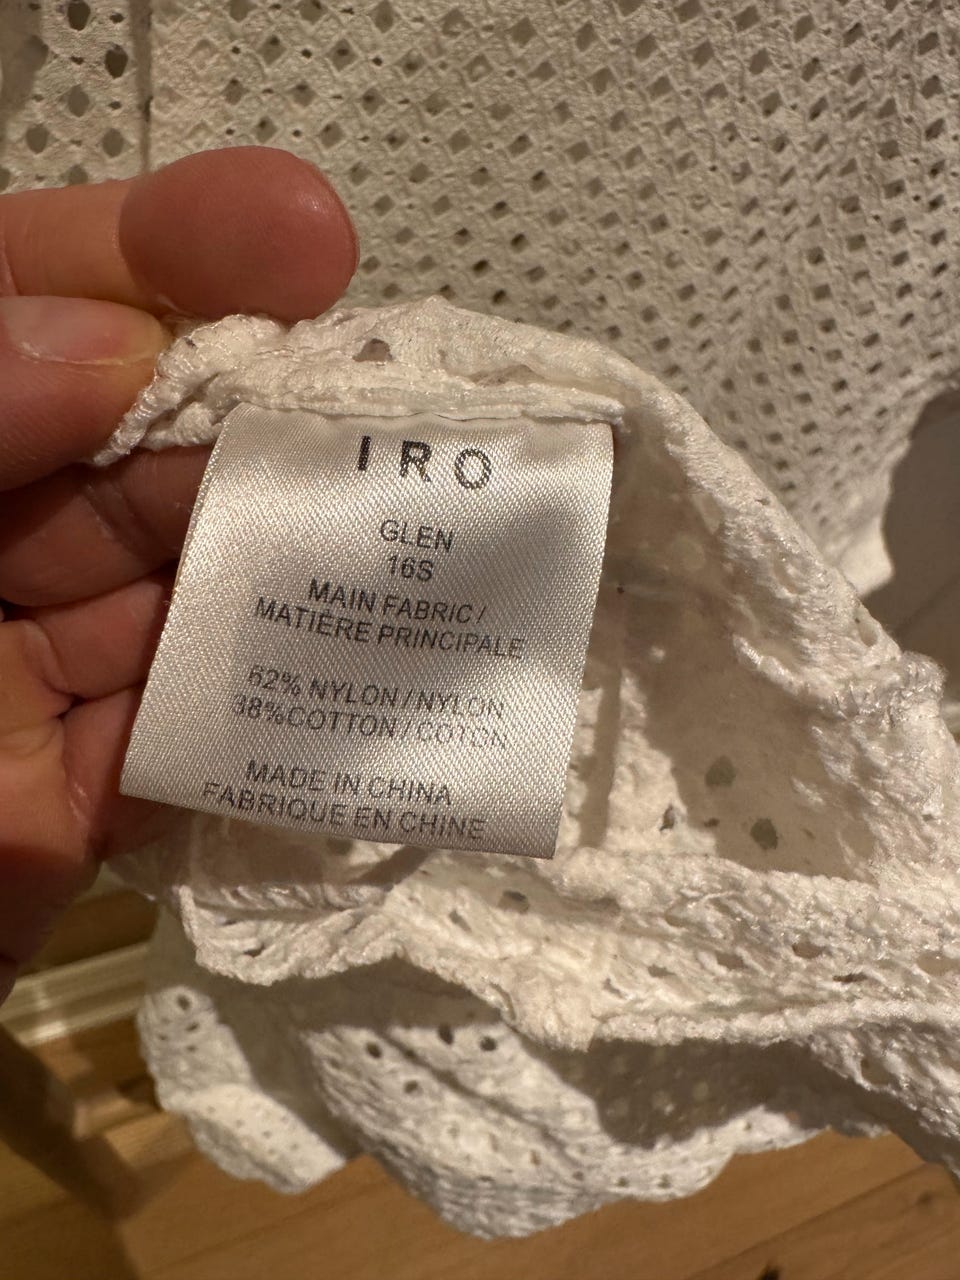 IRO
GLEN
16S
MAIN FABRIC /
MATIÈRE PRINCIPALE
62% NYLON / NYLON
38%COTTON / COTON
MADE IN CHINA
FABRIQUE EN CHINE